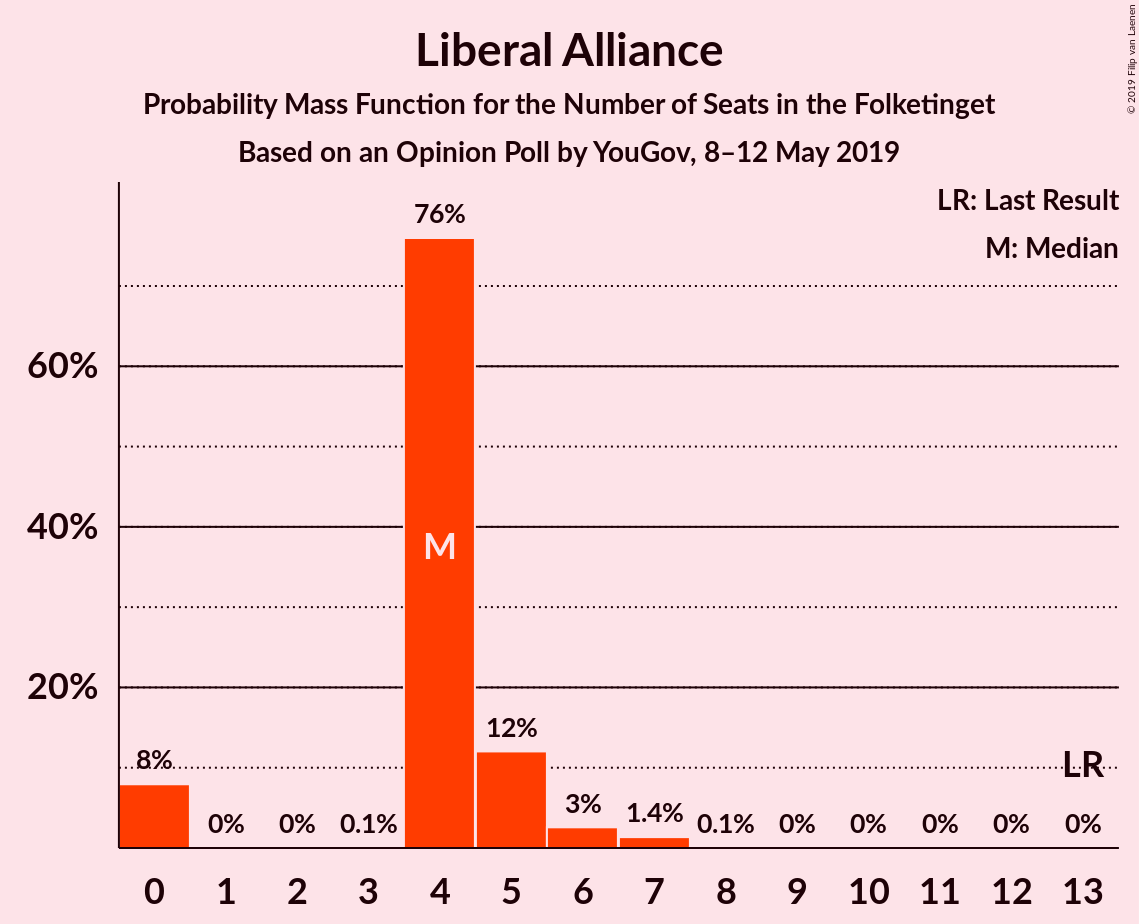 Liberal Alliance
Probability Mass Function for the Number of Seats in the Folketinget
Based on an Opinion Poll by YouGov, 8–12 May 2019
© 2019 Filip van Laenen
LR: Last Result
M: Median
76%
60%
40%
M
20%
12%
8%
LR
3%
1.4%
0% 0% 0.1% 0.1% 0% 0% 0% 0% 0%
0 1 2 3 4 5 6 7 8 9 10 11 12 13